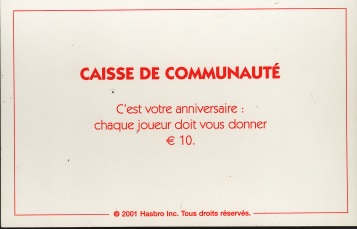 CAISSE DE COMMUNAUTÉ
C'est votre anniversaire :
chaque joueur doit vous donner
€ 10.
© 2001 Hasbro Inc. Tous droits réservés.